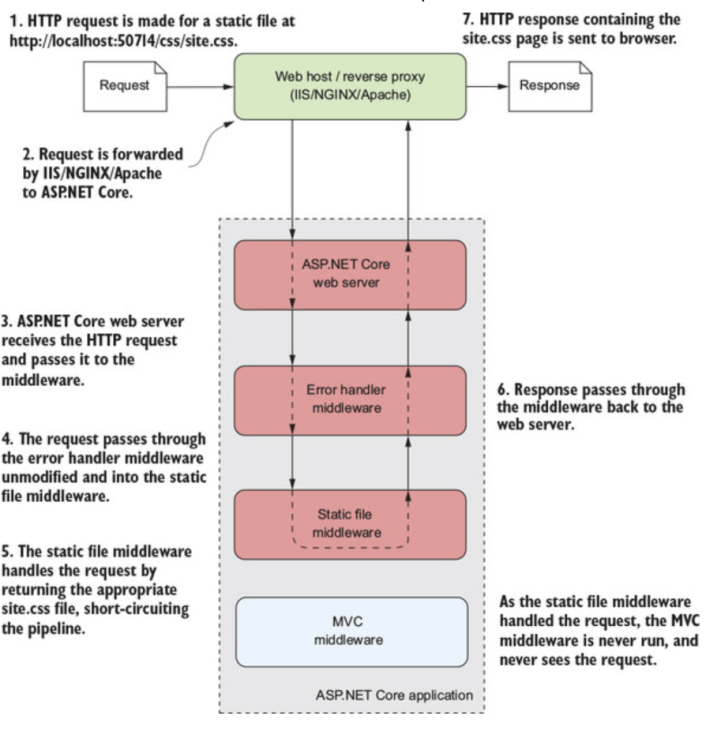 1. HTTP request is made for a static file at
http://localhost:50714/css/site.css.
7. HTTP response containing the
site.css page is sent to browser.
Request
Web host / reverse proxy
(IIS/NGINX/Apache)
Response
2. Request is forwarded
by IIS/NGINX/Apache
to ASP.NET Core.
ASP.NET Core
web server
3. ASP.NET Core web server
receives the HTTP request
and passes it to the
middleware.
Error handler
middleware
6. Response passes through
the middleware back to the
web server.
4. The request passes through
the error handler middleware
unmodified and into the static
file middleware.
Static file
middleware
5. The static file middleware
handles the request by
returning the appropriate
site.css file, short-circuiting
the pipeline.
MVC
middleware
As the static file middleware
handled the request, the MVC
middleware is never run, and
never sees the request.
ASP.NET Core application